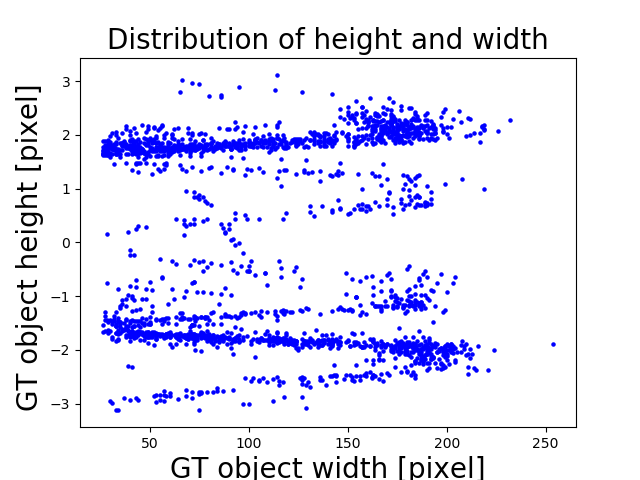 Distribution of height and width
GT object height [pixel]
3
2
1
0
−1
−2
−3
50 100 150 200 250
GT object width [pixel]